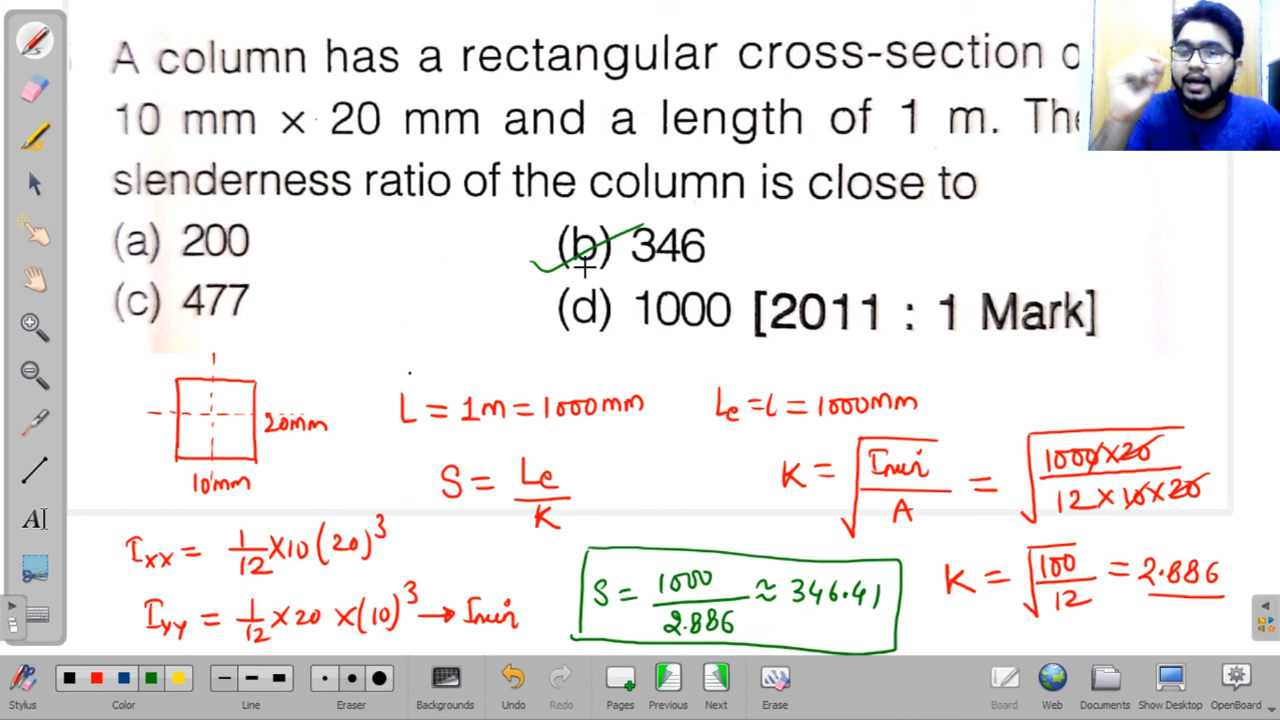 A column has a rectangular cross-section
10 mm × 20 mm and a length of 1 m. The
slenderness ratio of the column is close to
(a) 200
(b) 346
(c) 477
(d) 1000 [2011 : 1 Mark]
20mm
10mm
L = 1m = 1000mm
Le = l = 1000mm
S = Le / K
K = √(Imin / A) = √(1000×20 / 12×10×20)
Ixx = 1/12 ×10(20)³
Iyy = 1/12 ×20 ×(10)³ → Imin
S = 1000 / 2.886 ≈ 346.41
K = √(100 / 12) = 2.886
Stylus
Color
Line
Eraser
Backgrounds
Undo
Redo
Pages
Previous
Next
Erase
Board
Web
Documents
Show Desktop
OpenBoard